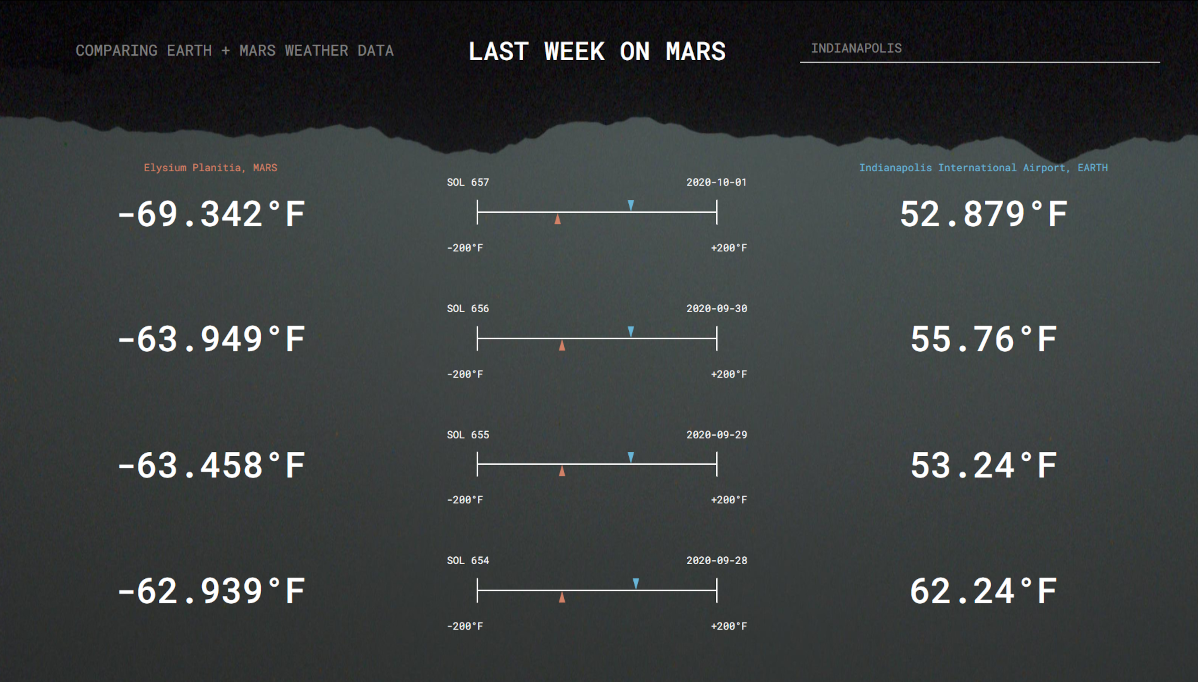 COMPARING EARTH + MARS WEATHER DATA
LAST WEEK ON MARS
INDIANAPOLIS
Elysium Planitia, MARS
Indianapolis International Airport, EARTH
SOL 657 2020-10-01
-69.342°F
52.879°F
-200°F +200°F
SOL 656 2020-09-30
-63.949°F
55.76°F
-200°F +200°F
SOL 655 2020-09-29
-63.458°F
53.24°F
-200°F +200°F
SOL 654 2020-09-28
-62.939°F
62.24°F
-200°F +200°F